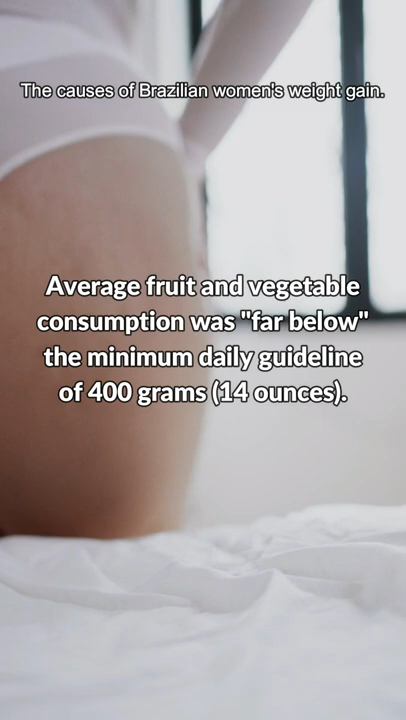 The causes of Brazilian women's weight gain.
Average fruit and vegetable
consumption was "far below"
the minimum daily guideline
of 400 grams (14 ounces).